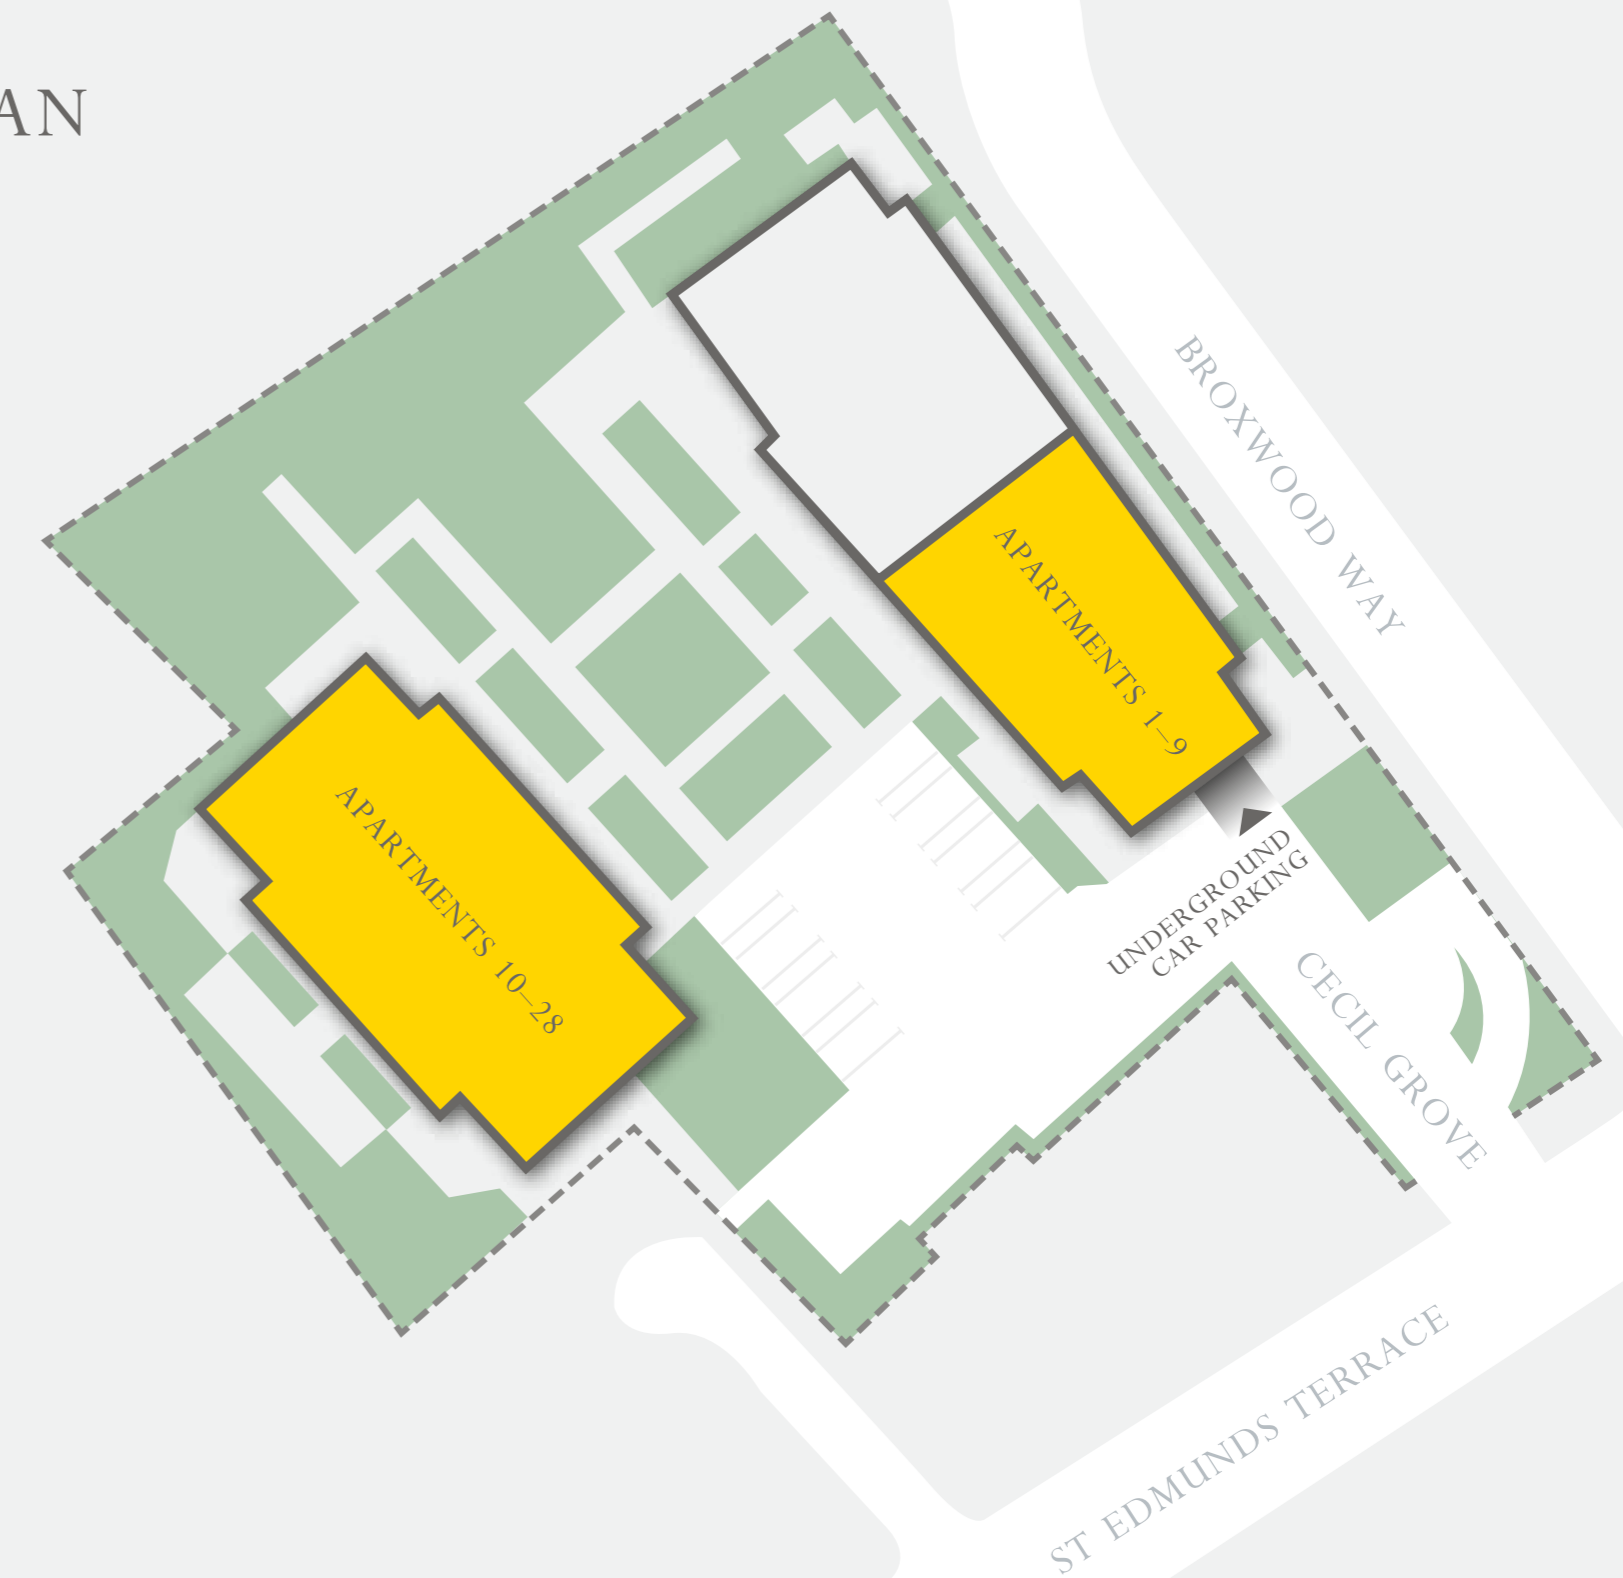 AN
BROXWOOD WAY
APARTMENTS 1–9
APARTMENTS 10–28
UNDERGROUND
CAR PARKING
CECIL GROVE
ST EDMUNDS TERRACE